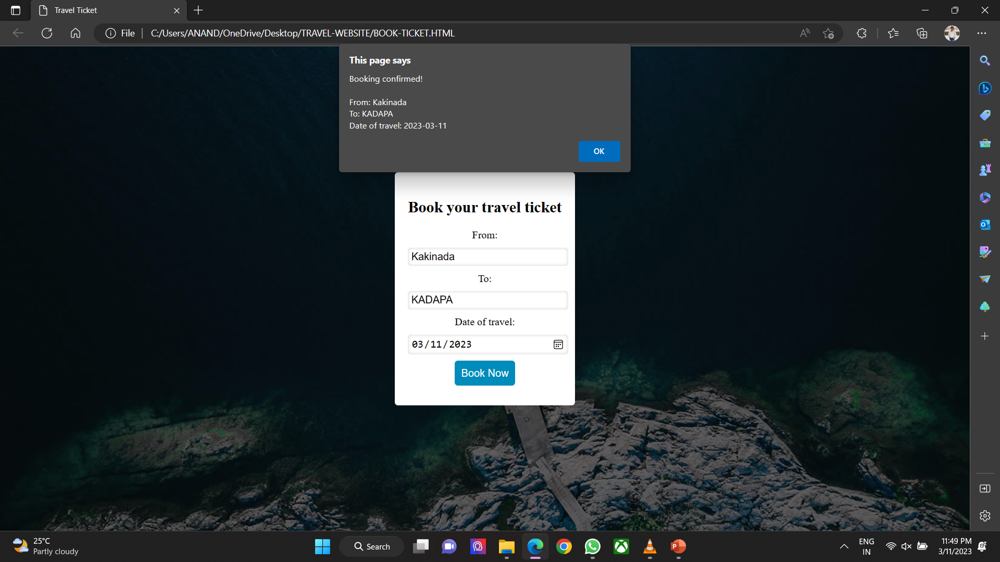 Travel Ticket
File
C:/Users/ANAND/OneDrive/Desktop/TRAVEL-WEBSITE/BOOK-TICKET.HTML
This page says
Booking confirmed!
From: Kakinada
To: KADAPA
Date of travel: 2023-03-11
OK
Book your travel ticket
From:
Kakinada
To:
KADAPA
Date of travel:
03/11/2023
Book Now
25°C
Partly cloudy
Search
ENG
IN
11:49 PM
3/11/2023